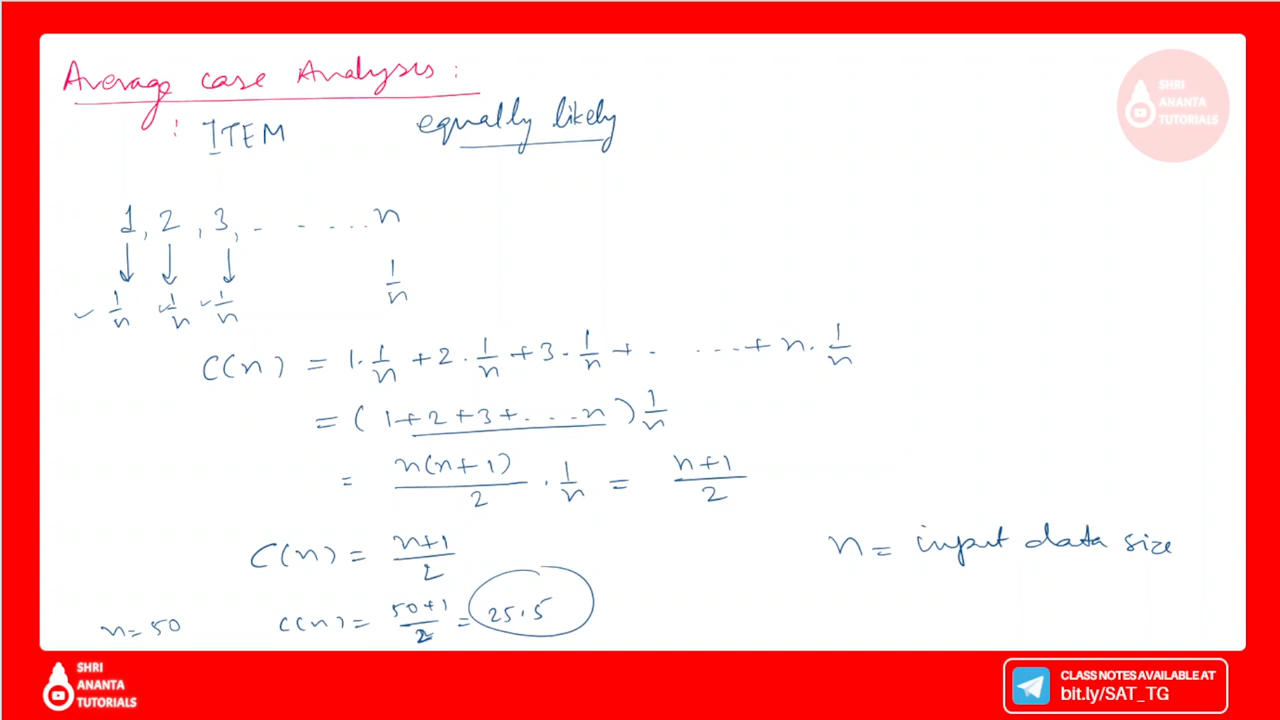 Average case Analysis :
: ITEM equally likely
SHRI
ANANTA
TUTORIALS
1, 2, 3, - - ... n
1/n 1/n 1/n 1/n
C(n) = 1. 1/n + 2. 1/n + 3. 1/n + . . ... + n. 1/n
= (1+2+3+. ... n) 1/n
= n(n+1)/2 . 1/n = n+1/2
C(n) = n+1/2
n = input data size
n=50 C(n) = 50+1/2 = 25.5
SHRI
ANANTA
TUTORIALS
CLASS NOTES AVAILABLE AT
bit.ly/SAT_TG